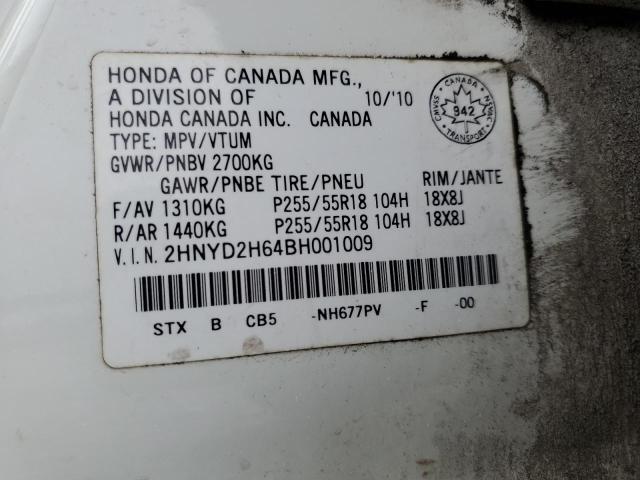 HONDA OF CANADA MFG.,
A DIVISION OF 10/'10
HONDA CANADA INC. CANADA
TYPE: MPV/VTUM
GVWR/PNBV 2700KG
GAWR/PNBE TIRE/PNEU RIM/JANTE
F/AV 1310KG P255/55R18 104H 18X8J
R/AR 1440KG P255/55R18 104H 18X8J
V.I.N. 2HNYD2H64BH001009
STX B CB5 -NH677PV -F -00
CANADA
942
TRANSPORT